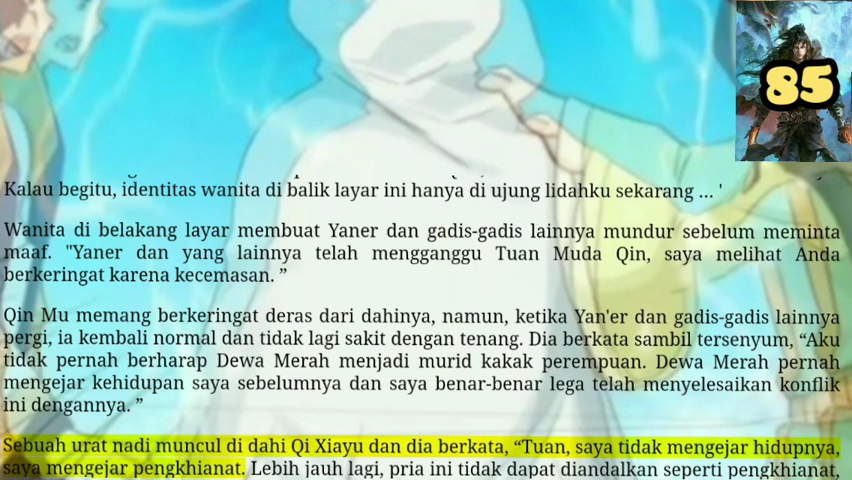 85
Kalau begitu, identitas wanita di balik layar ini hanya di ujung lidahku sekarang ... '
Wanita di belakang layar membuat Yaner dan gadis-gadis lainnya mundur sebelum meminta
maaf. "Yaner dan yang lainnya telah mengganggu Tuan Muda Qin, saya melihat Anda
berkeringat karena kecemasan. ”
Qin Mu memang berkeringat deras dari dahinya, namun, ketika Yan'er dan gadis-gadis lainnya
pergi, ia kembali normal dan tidak lagi sakit dengan tenang. Dia berkata sambil tersenyum, “Aku
tidak pernah berharap Dewa Merah menjadi murid kakak perempuan. Dewa Merah pernah
mengejar kehidupan saya sebelumnya dan saya benar-benar lega telah menyelesaikan konflik
ini dengannya. ”
Sebuah urat nadi muncul di dahi Qi Xiayu dan dia berkata, “Tuan, saya tidak mengejar hidupnya,
saya mengejar pengkhianat. Lebih jauh lagi, pria ini tidak dapat diandalkan seperti pengkhianat,